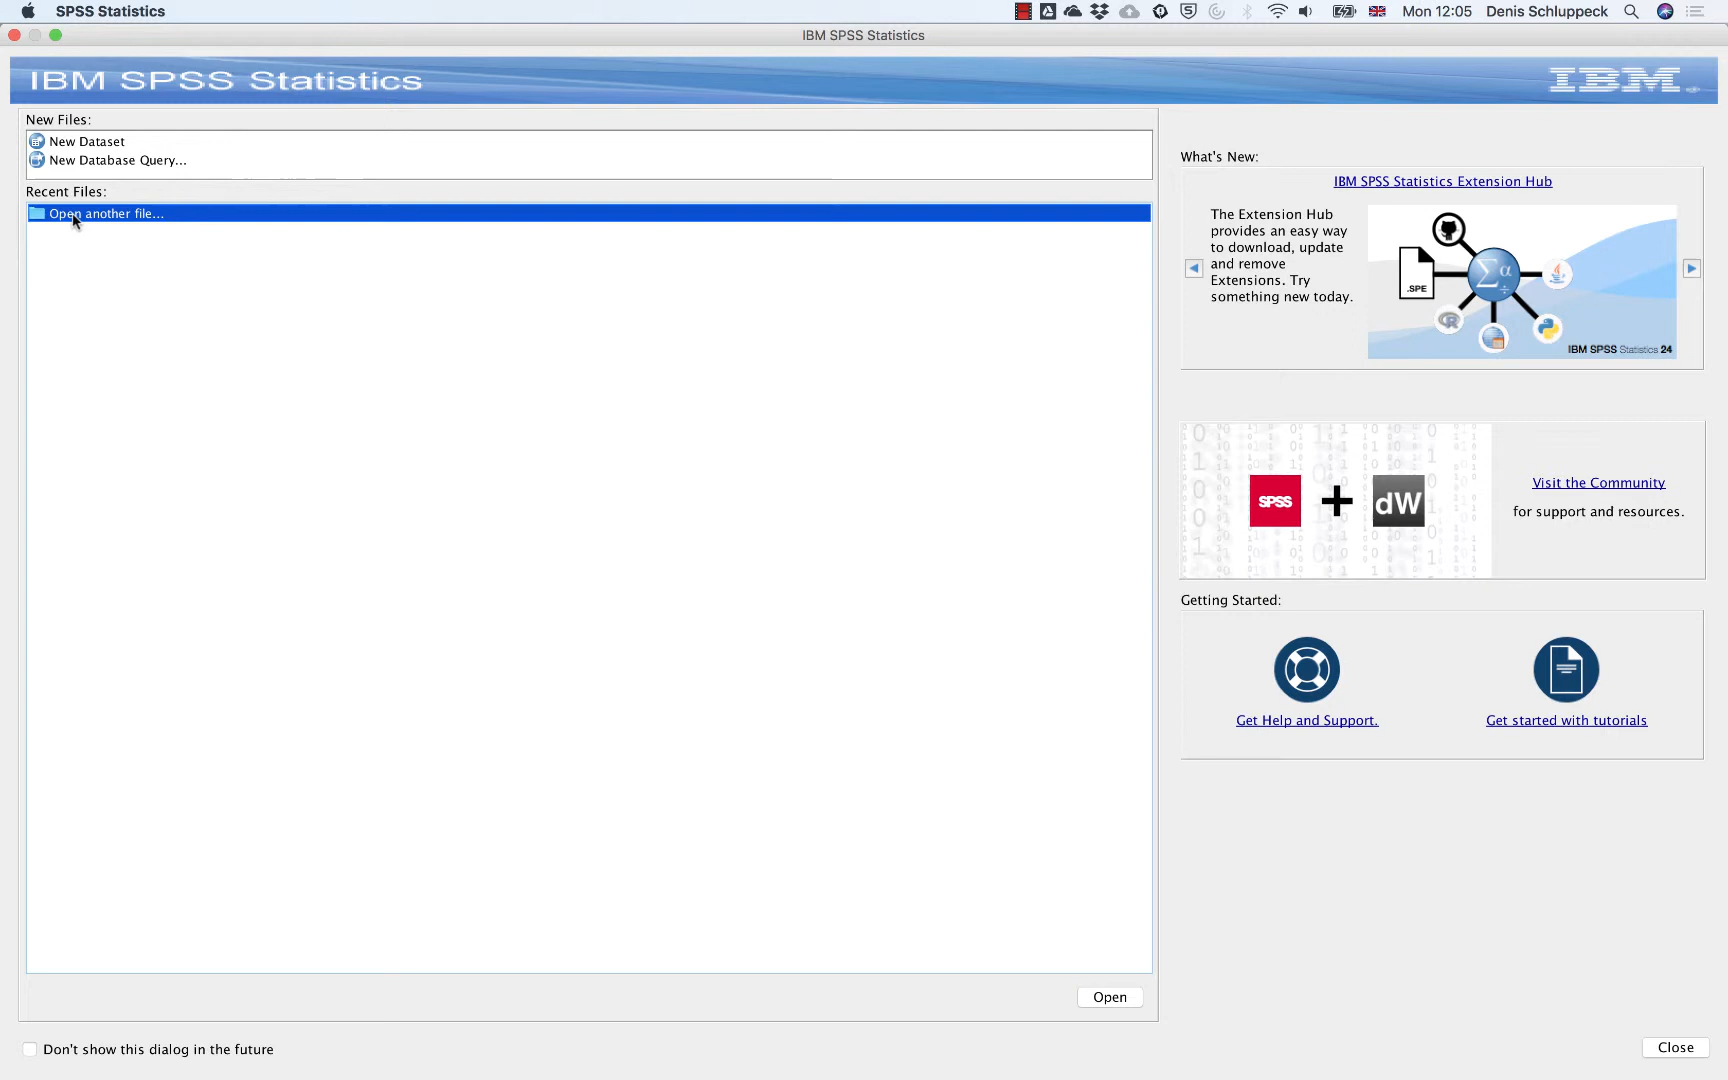 SPSS Statistics
Mon 12:05 Denis Schluppeck
IBM SPSS Statistics
IBM SPSS Statistics
IBM
New Files:
New Dataset
New Database Query...
Recent Files:
Open another file...
Open
Don't show this dialog in the future
What's New:
IBM SPSS Statistics Extension Hub
The Extension Hub
provides an easy way
to download, update
and remove
Extensions. Try
something new today.
.SPE
Σα
÷
R
IBM SPSS Statistics 24
SPSS + dW
Visit the Community
for support and resources.
Getting Started:
Get Help and Support.
Get started with tutorials
Close